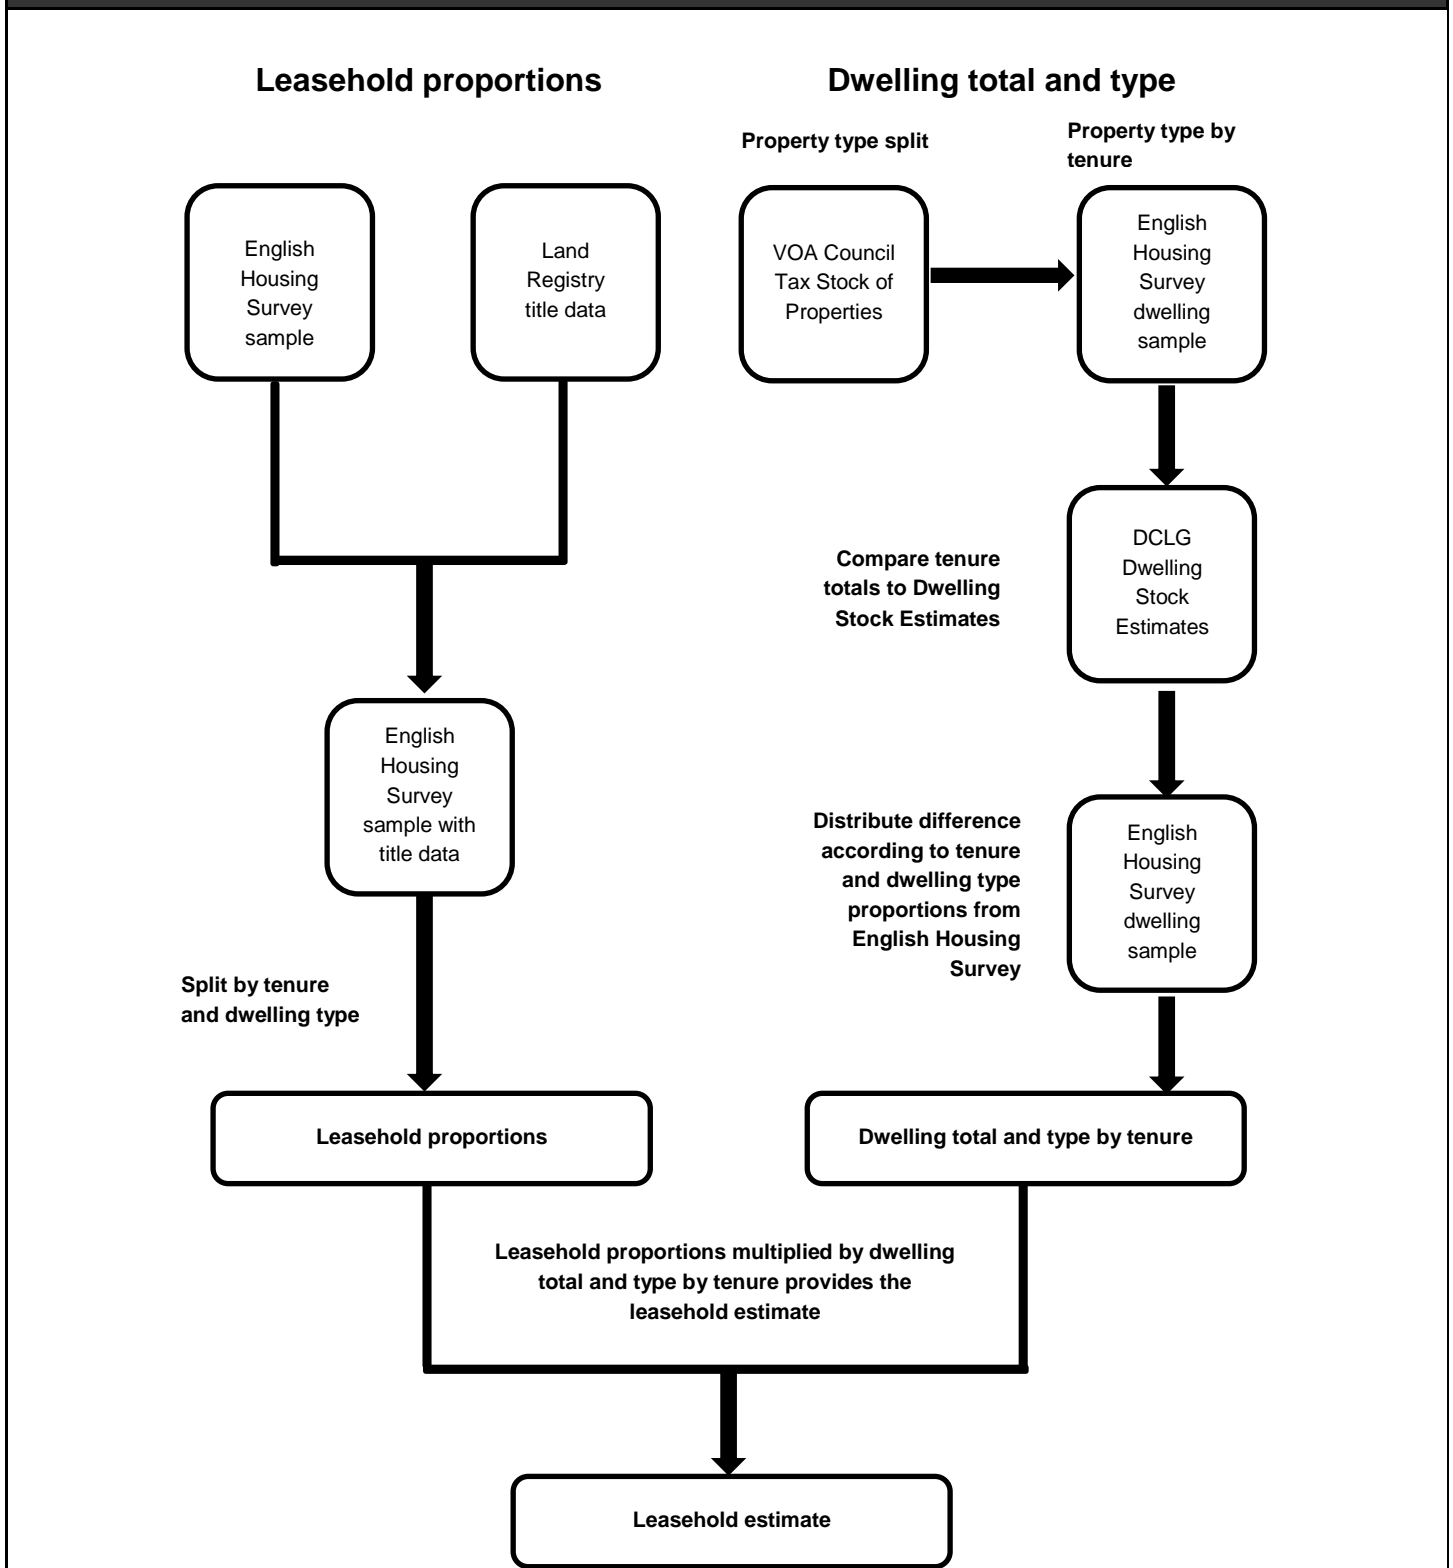 Leasehold proportions
Dwelling total and type
Property type split
Property type by
tenure
English
Housing
Survey
sample
Land
Registry
title data
VOA Council
Tax Stock of
Properties
English
Housing
Survey
dwelling
sample
Compare tenure
totals to Dwelling
Stock Estimates
DCLG
Dwelling
Stock
Estimates
English
Housing
Survey
sample with
title data
Distribute difference
according to tenure
and dwelling type
proportions from
English Housing
Survey
English
Housing
Survey
dwelling
sample
Split by tenure
and dwelling type
Leasehold proportions
Dwelling total and type by tenure
Leasehold proportions multiplied by dwelling
total and type by tenure provides the
leasehold estimate
Leasehold estimate